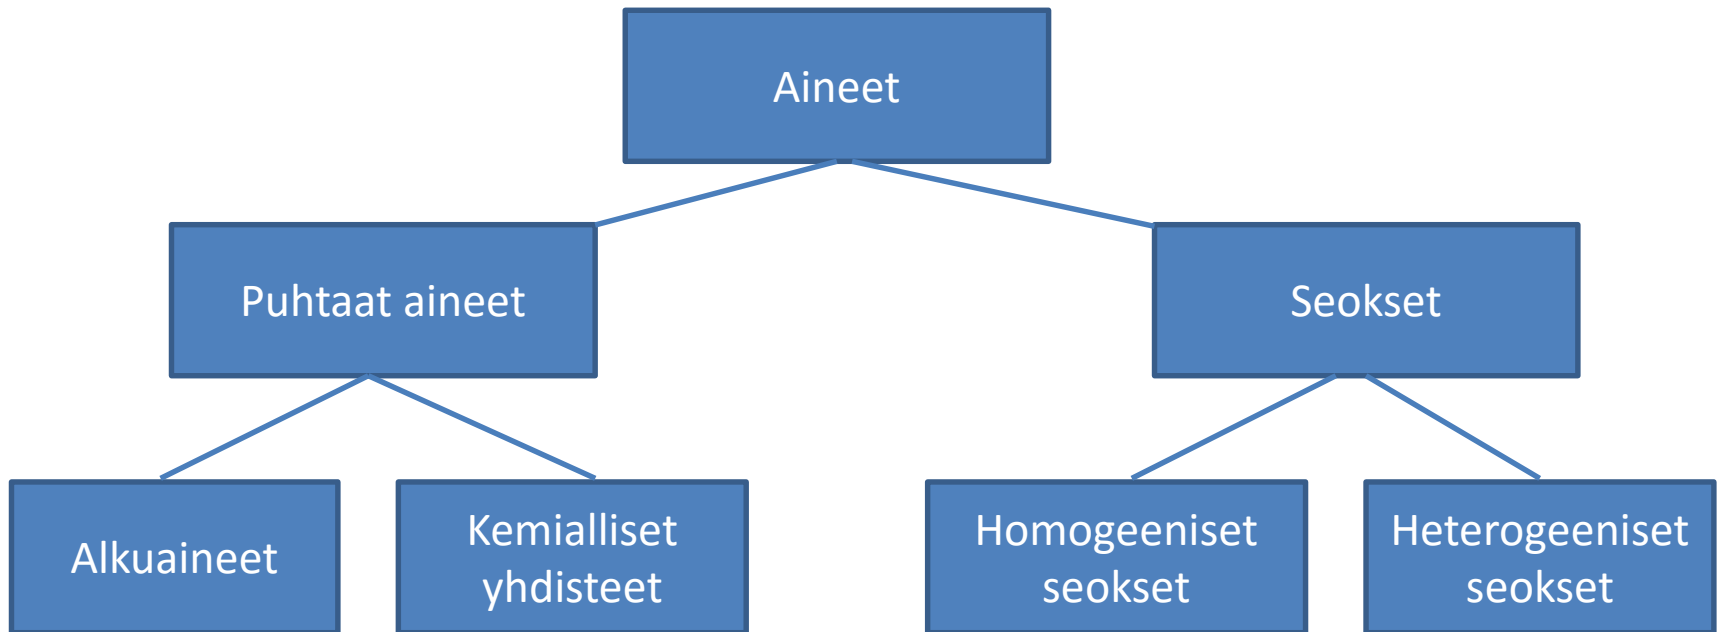 Aineet
Puhtaat aineet
Seokset
Alkuaineet
Kemialliset
yhdisteet
Homogeeniset
seokset
Heterogeeniset
seokset